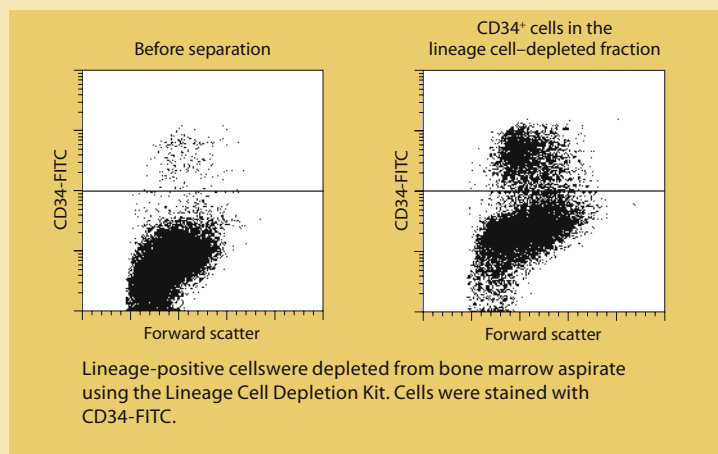 Before separation
CD34⁺ cells in the
lineage cell–depleted fraction
CD34-FITC
Forward scatter
CD34-FITC
Forward scatter
Lineage-positive cellswere depleted from bone marrow aspirate
using the Lineage Cell Depletion Kit. Cells were stained with
CD34-FITC.